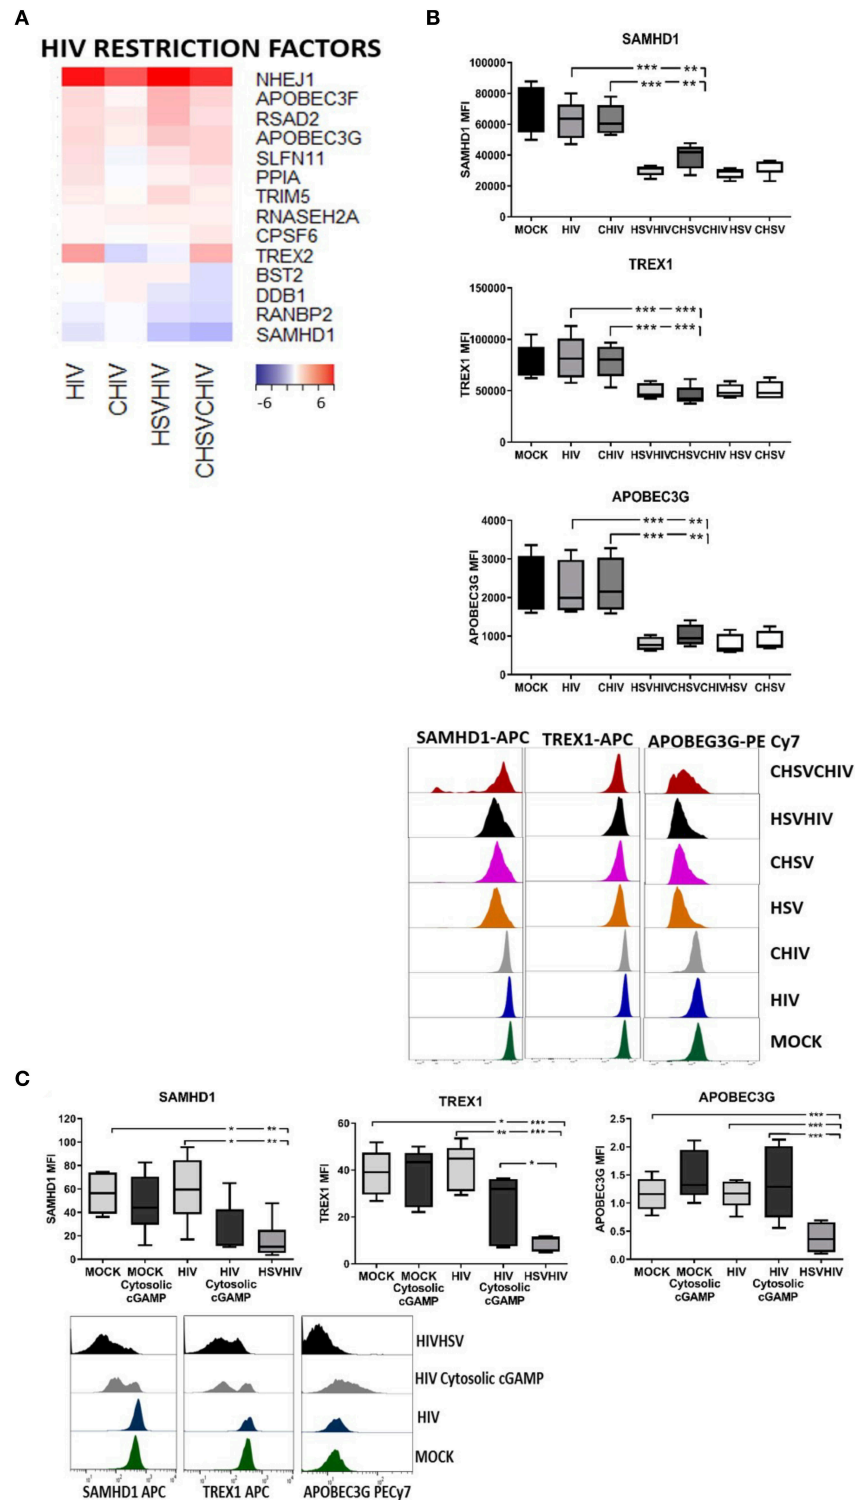 A
HIV RESTRICTION FACTORS
NHEJ1
APOBEC3F
RSAD2
APOBEC3G
SLFN11
PPIA
TRIM5
RNASEH2A
CPSF6
TREX2
BST2
DDB1
RANBP2
SAMHD1
HIV
CHIV
HSVHIV
CHSVCHIV
-6 6
B
SAMHD1
SAMHD1 MFI
100000
80000
60000
40000
20000
0
*** **
*** **
MOCK HIV CHIV HSVHIVCHSVCHIV HSV CHSV
TREX1
TREX1 MFI
150000
100000
50000
0
*** ***
*** ***
MOCK HIV CHIV HSVHIVCHSVCHIV HSV CHSV
APOBEC3G
APOBEC3G MFI
4000
3000
2000
1000
0
*** **
*** **
MOCK HIV CHIV HSVHIVCHSVCHIVHSV CHSV
SAMHD1-APC TREX1-APC APOBEG3G-PE Cy7
CHSVCHIV
HSVHIV
CHSV
HSV
CHIV
HIV
MOCK
C
SAMHD1
SAMHD1 MFI
120
100
80
60
40
20
0
* **
* **
MOCK MOCK HIV HIV HSVHIV
Cytosolic Cytosolic
cGAMP cGAMP
TREX1
TREX1 MFI
60
40
20
0
* ***
** ***
*
MOCK MOCK HIV HIV HSVHIV
Cytosolic Cytosolic
cGAMP cGAMP
APOBEC3G
APOBEC3G MFI
2.5
2.0
1.5
1.0
0.5
0.0
***
***
***
MOCK MOCK HIV HIV HSVHIV
Cytosolic Cytosolic
cGAMP cGAMP
HIVHSV
HIV Cytosolic cGAMP
HIV
MOCK
SAMHD1 APC TREX1 APC APOBEC3G PECy7